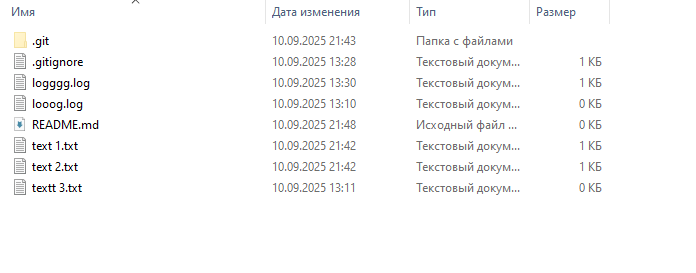 Имя Дата изменения Тип Размер
.git 10.09.2025 21:43 Папка с файлами
.gitignore 10.09.2025 13:28 Текстовый докум... 1 КБ
logggg.log 10.09.2025 13:30 Текстовый докум... 1 КБ
looog.log 10.09.2025 13:10 Текстовый докум... 0 КБ
README.md 10.09.2025 21:48 Исходный файл ... 0 КБ
text 1.txt 10.09.2025 21:42 Текстовый докум... 1 КБ
text 2.txt 10.09.2025 21:42 Текстовый докум... 1 КБ
textt 3.txt 10.09.2025 13:11 Текстовый докум... 0 КБ